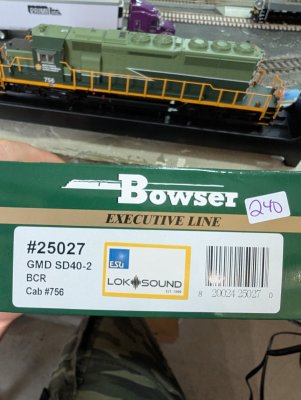 756
Bowser
EXECUTIVE LINE
240
#25027
GMD SD40-2
BCR
Cab #756
ESU
LOKSOUND
8 20024 25027 0